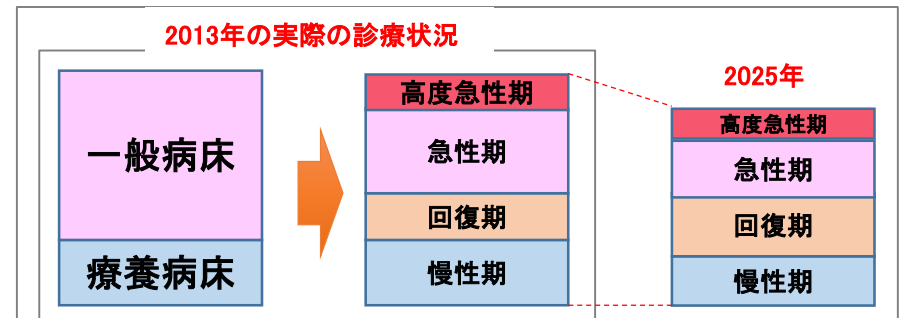 2013年の実際の診療状況
一般病床
療養病床
高度急性期
急性期
回復期
慢性期
2025年
高度急性期
急性期
回復期
慢性期